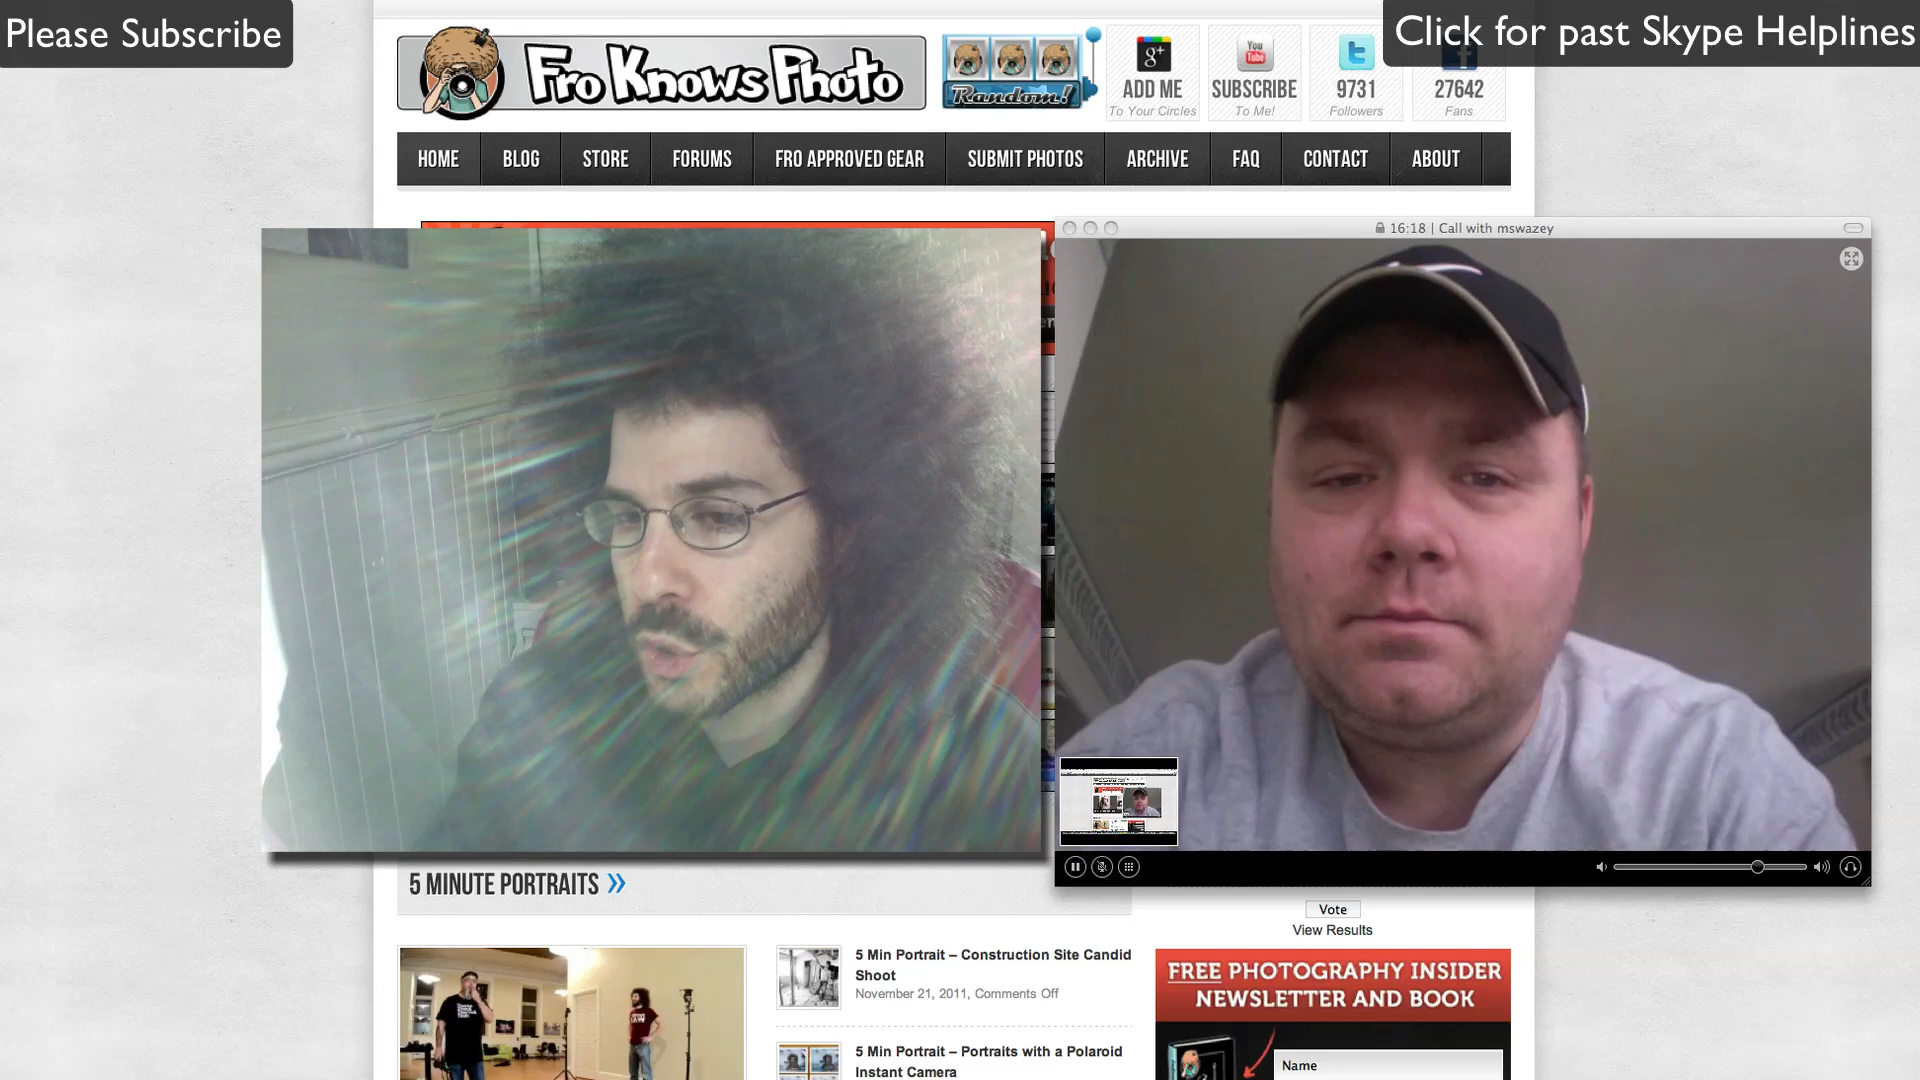 Please Subscribe
Click for past Skype Helplines
Fro Knows Photo
Random!
g+
ADD ME
To Your Circles
You
Tube
SUBSCRIBE
To Me!
9731
Followers
27642
Fans
HOME
BLOG
STORE
FORUMS
FRO APPROVED GEAR
SUBMIT PHOTOS
ARCHIVE
FAQ
CONTACT
ABOUT
16:18 | Call with mswazey
5 MINUTE PORTRAITS »
Vote
View Results
5 Min Portrait – Construction Site Candid
Shoot
November 21, 2011, Comments Off
5 Min Portrait – Portraits with a Polaroid
Instant Camera
FREE PHOTOGRAPHY INSIDER
NEWSLETTER AND BOOK
Name